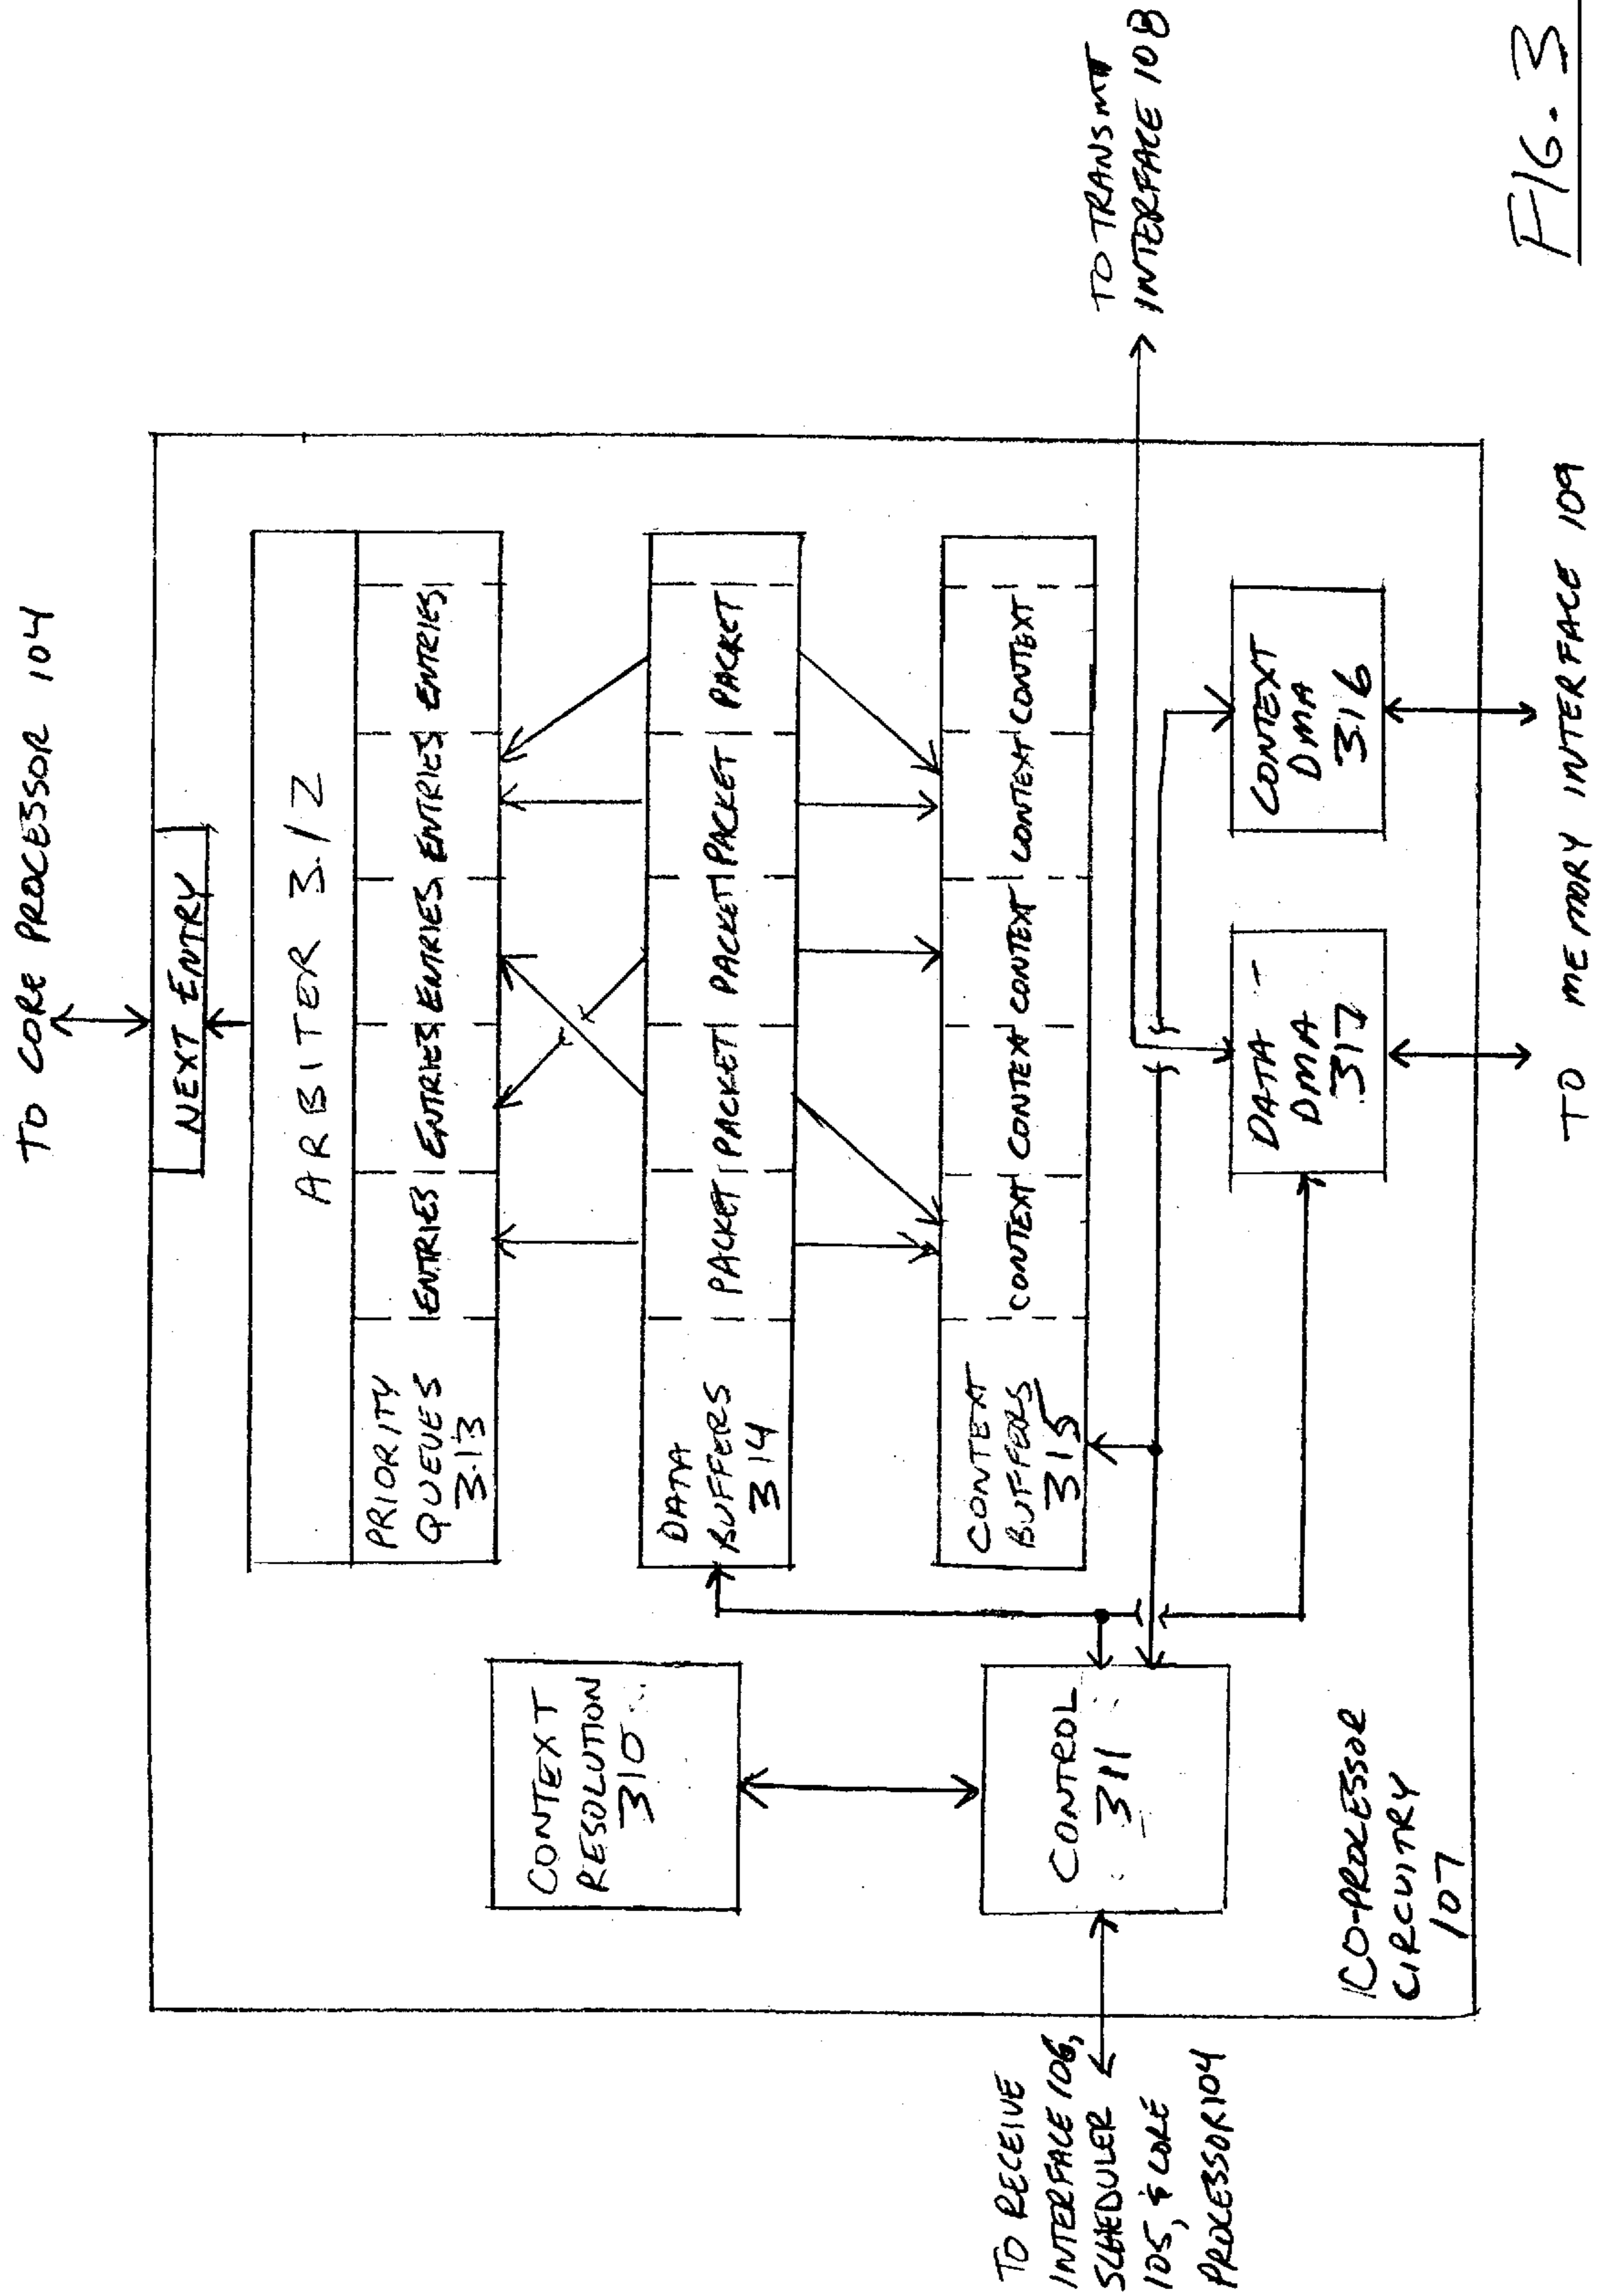 TO CORE PROCESSOR 104
NEXT ENTRY
ARBITER 312
PRIORITY
QUEUES
313
ENTRIES ENTRIES ENTRIES ENTRIES ENTRIES
DATA
BUFFERS
314
PACKET PACKET PACKET PACKET PACKET
CONTEXT
BUFFERS
315
CONTEXT CONTEXT CONTEXT CONTEXT CONTEXT
CONTEXT
RESOLUTION
310
CONTROL
311
TO RECEIVE
INTERFACE 106,
SCHEDULER
105, & CORE
PROCESSOR 104
TO TRANSMT
INTERFACE 108
DATA
DMA
317
CONTEXT
DMA
316
CO-PROCESSOR
CIRCUITRY
107
TO MEMORY INTERFACE 109
FIG. 3